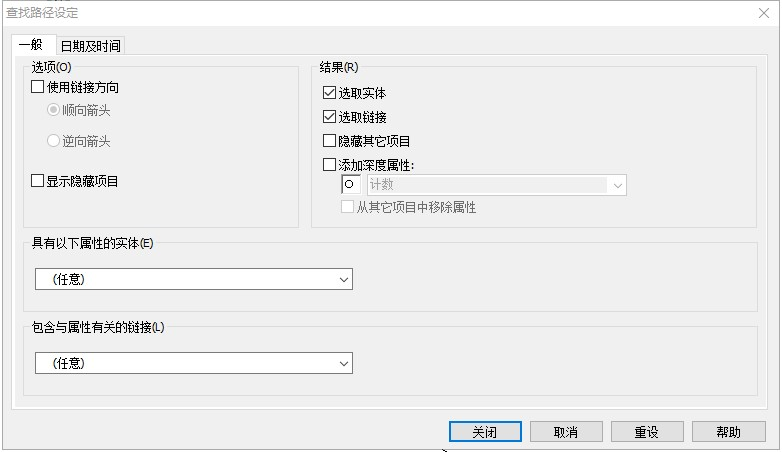 查找路径设定
一般
日期及时间
选项(O)
使用链接方向
顺向箭头
逆向箭头
显示隐藏项目
结果(R)
选取实体
选取链接
隐藏其它项目
添加深度属性:
计数
从其它项目中移除属性
具有以下属性的实体(E)
(任意)
包含与属性有关的链接(L)
(任意)
关闭
取消
重设
帮助